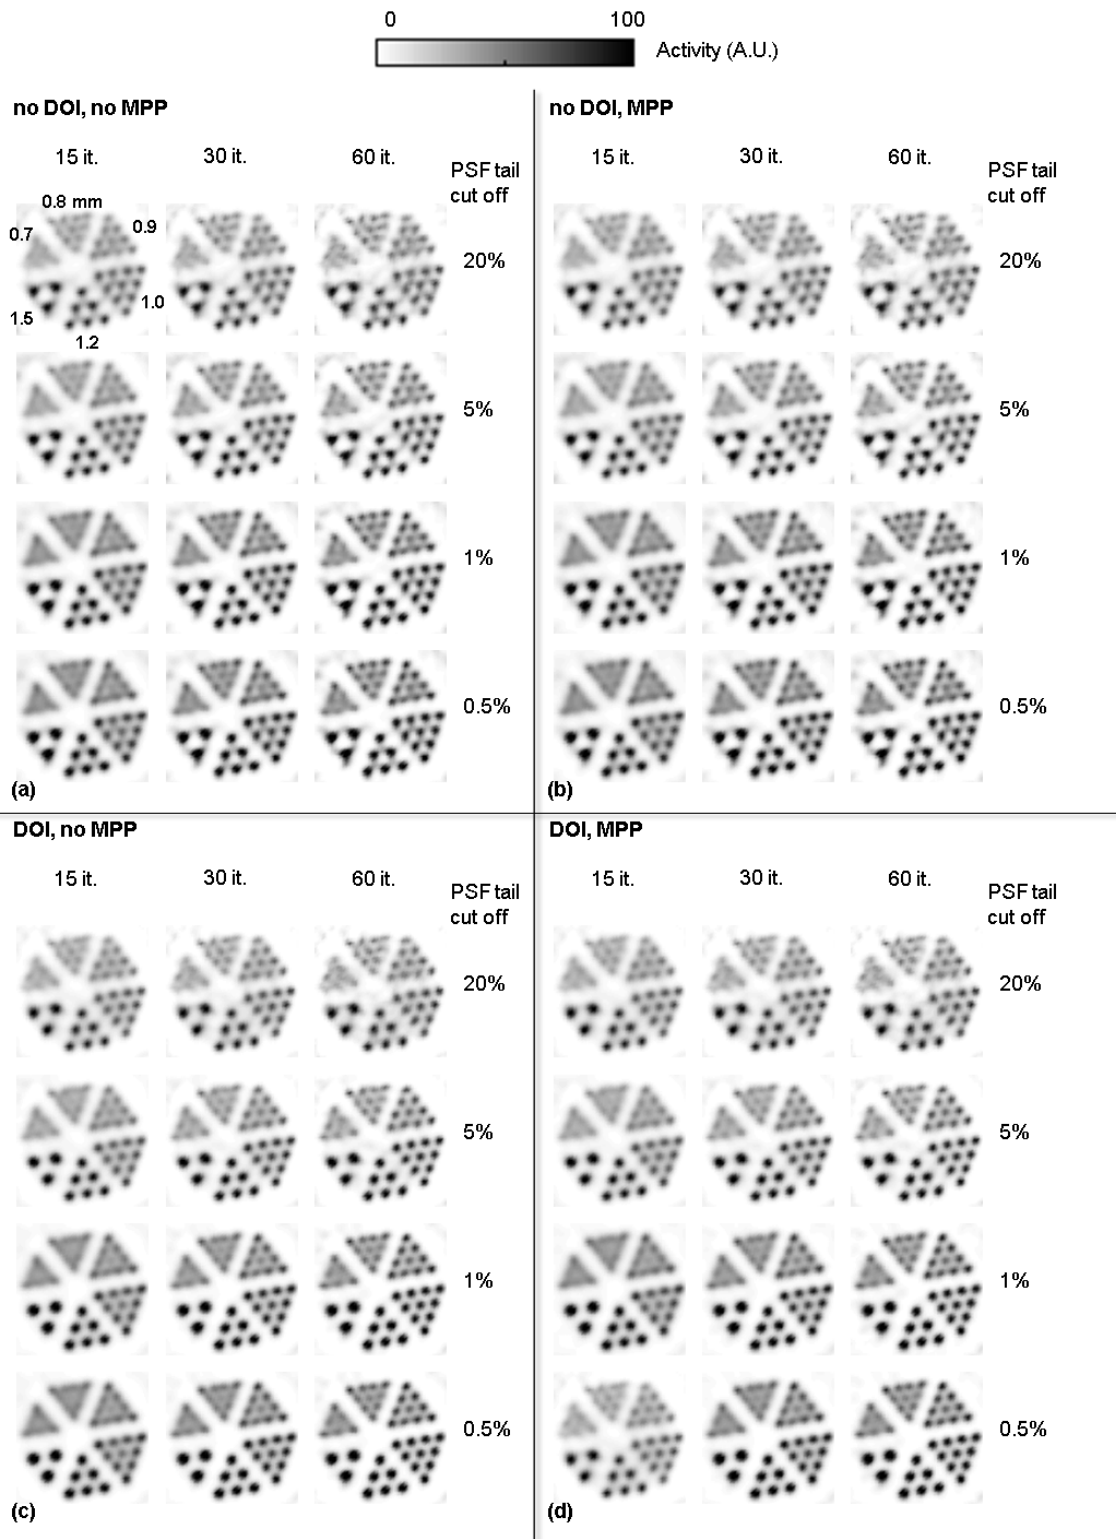 0 100
Activity (A.U.)
no DOI, no MPP
15 it. 30 it. 60 it. PSF tail
cut off
0.8 mm
0.7 0.9
20%
1.0
1.5
1.2
5%
1%
0.5%
(a)
no DOI, MPP
15 it. 30 it. 60 it. PSF tail
cut off
20%
5%
1%
0.5%
(b)
DOI, no MPP
15 it. 30 it. 60 it. PSF tail
cut off
20%
5%
1%
0.5%
(c)
DOI, MPP
15 it. 30 it. 60 it. PSF tail
cut off
20%
5%
1%
0.5%
(d)